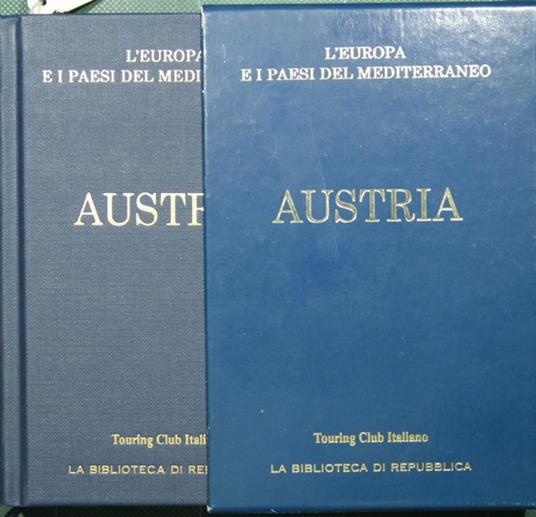 L'EUROPA
E I PAESI DEL MEDI
AUSTR
Touring Club Itali
LA BIBLIOTECA DI REP
L'EUROPA
E I PAESI DEL MEDITERRANEO
AUSTRIA
Touring Club Italiano
LA BIBLIOTECA DI REPUBBLICA